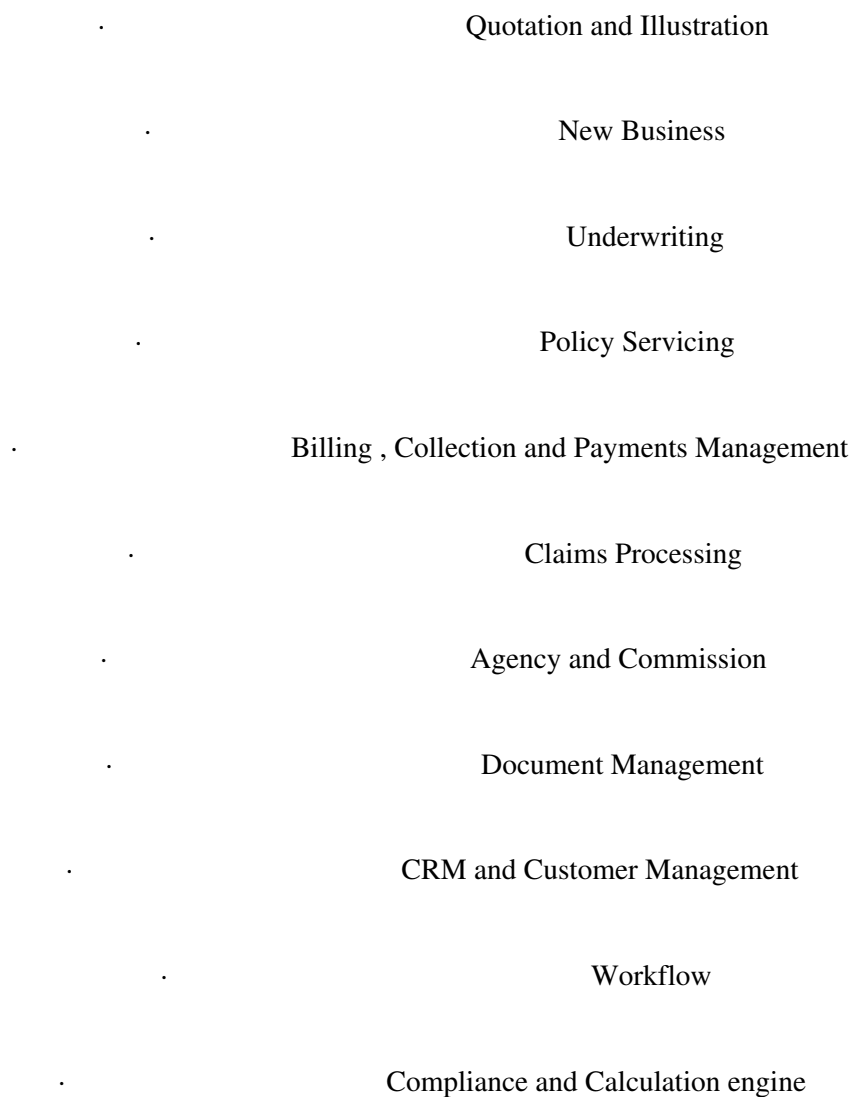 · Quotation and Illustration
· New Business
· Underwriting
· Policy Servicing
· Billing , Collection and Payments Management
· Claims Processing
· Agency and Commission
· Document Management
· CRM and Customer Management
· Workflow
· Compliance and Calculation engine